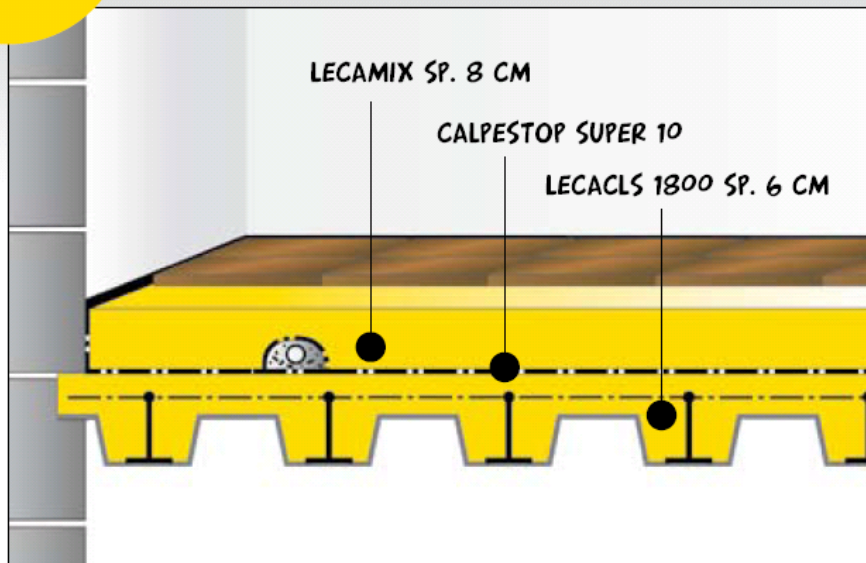 LECAMIX SP. 8 CM
CALPESTOP SUPER 10
LECACLS 1800 SP. 6 CM